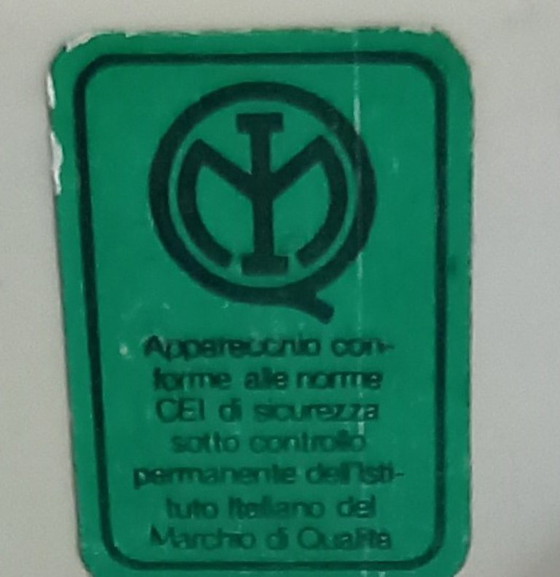 IMQ
Apparecchio con-
forme alle norme
CEI di sicurezza
sotto controllo
permanente dell'Isti-
tuto Italiano del
Marchio di Qualità